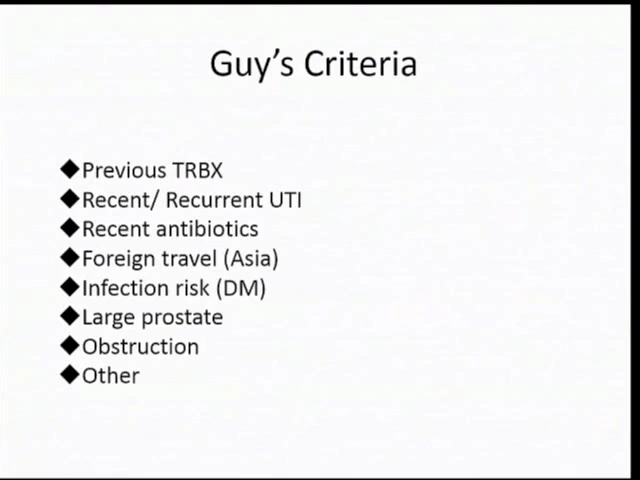 Guy's Criteria
◆Previous TRBX
◆Recent/ Recurrent UTI
◆Recent antibiotics
◆Foreign travel (Asia)
◆Infection risk (DM)
◆Large prostate
◆Obstruction
◆Other